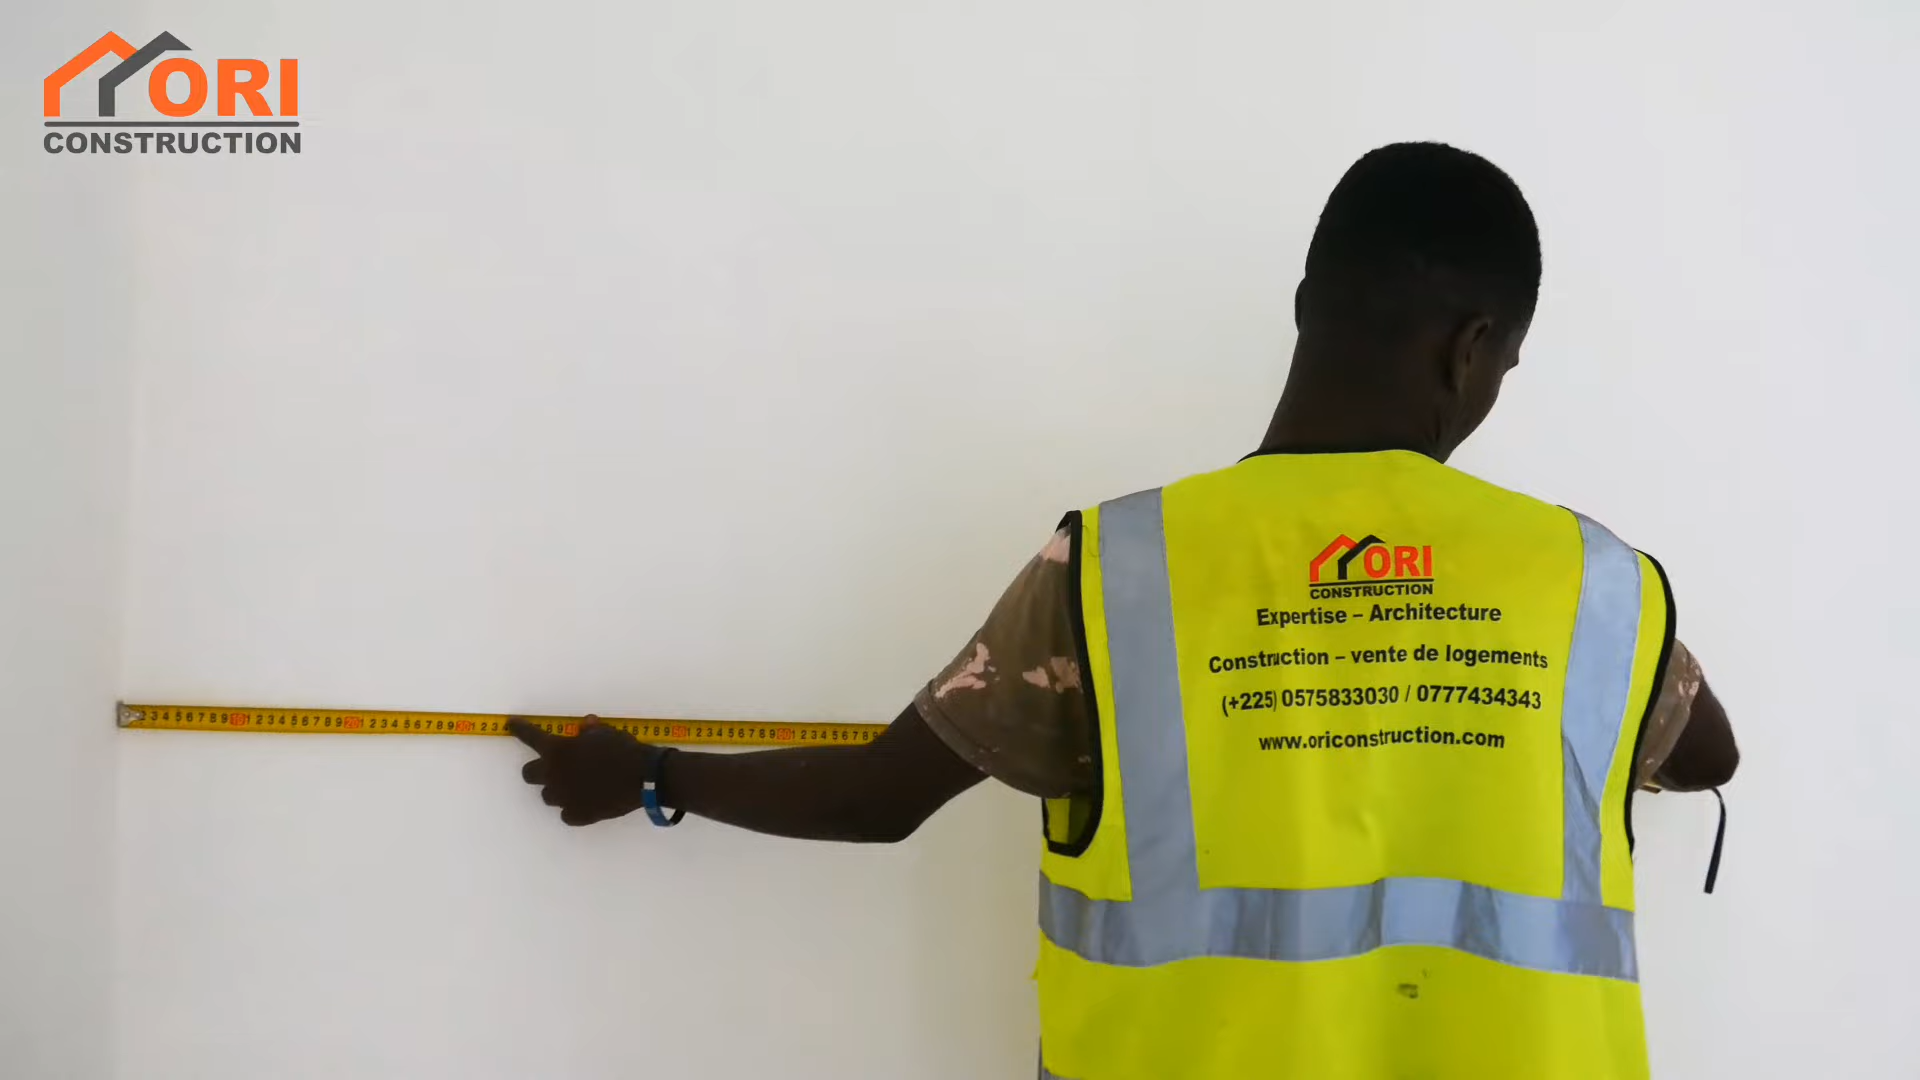 ORI
CONSTRUCTION
ORI
CONSTRUCTION
Expertise – Architecture
Construction – vente de logements
(+225) 0575833030 / 0777434343
www.oriconstruction.com